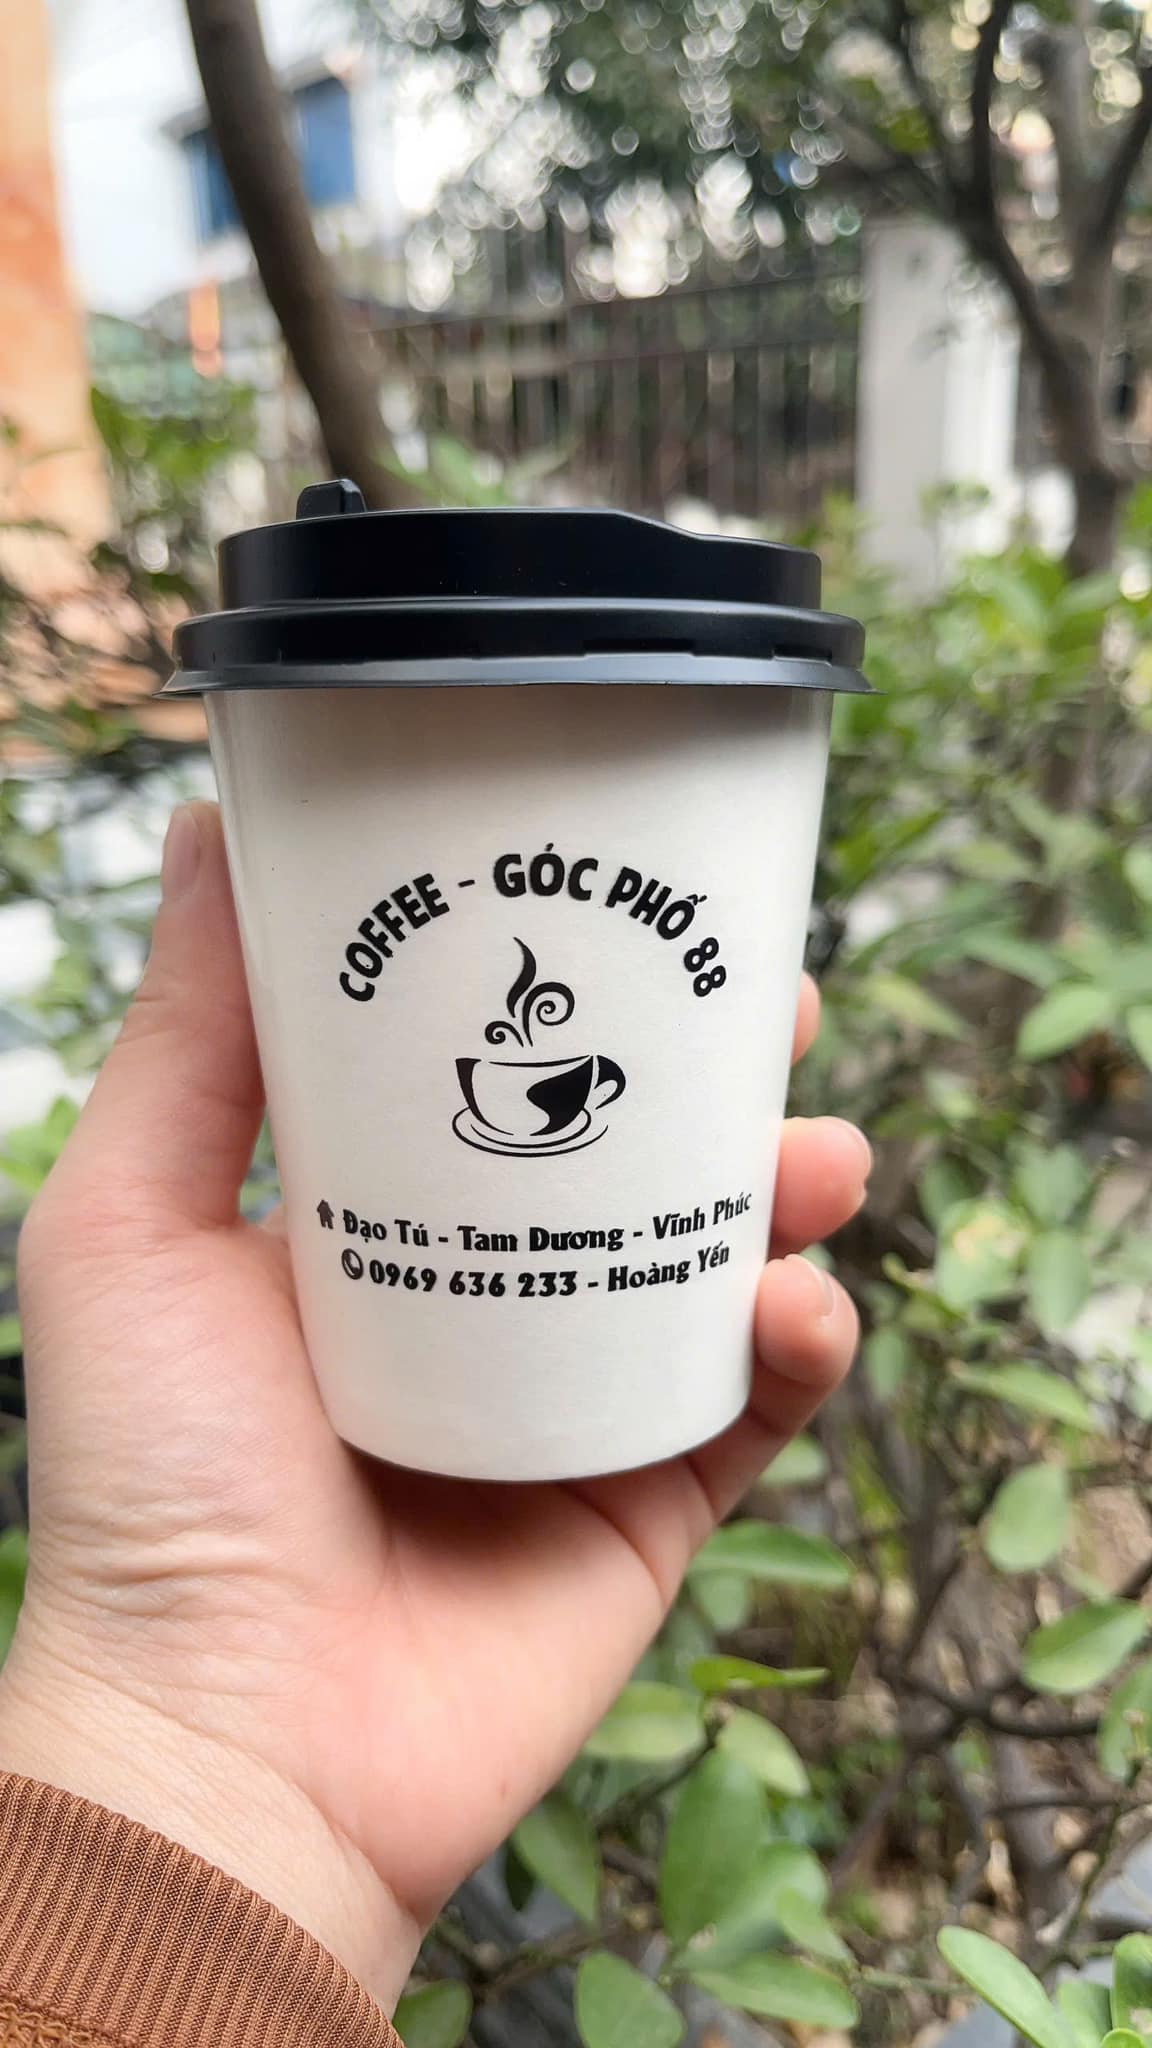 COFFEE - GÓC PHỐ 88
Đạo Tú - Tam Dương - Vĩnh Phúc
0969 636 233 - Hoàng Yến